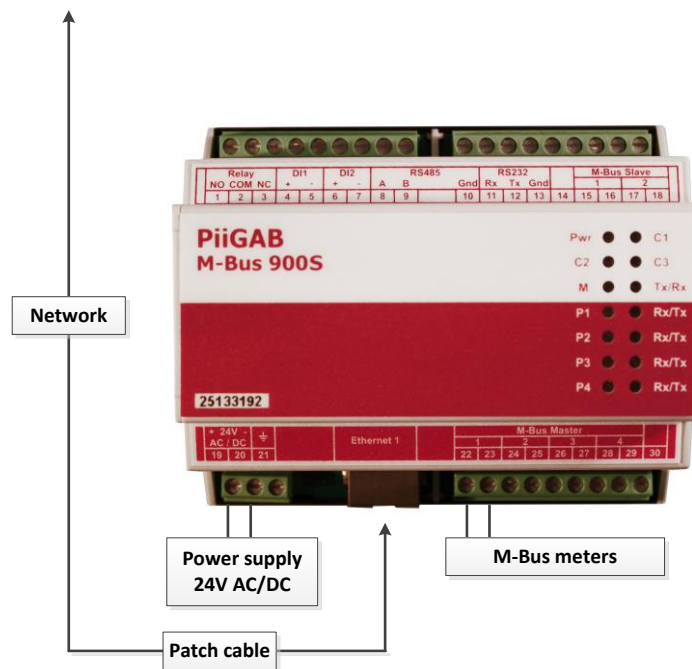 Relay DI1 DI2 RS485 RS232 M-Bus Slave
NO COM NC + - + - A B Gnd Rx Tx Gnd 1 2
1 2 3 4 5 6 7 8 9 10 11 12 13 14 15 16 17 18
PiiGAB
M-Bus 900S
Pwr C1
C2 C3
M Tx/Rx
P1 Rx/Tx
P2 Rx/Tx
P3 Rx/Tx
P4 Rx/Tx
Network
25133192
+ 24V - Ethernet 1 M-Bus Master
AC / DC 1 2 3 4
19 20 21 22 23 24 25 26 27 28 29 30
Power supply
24V AC/DC
M-Bus meters
Patch cable